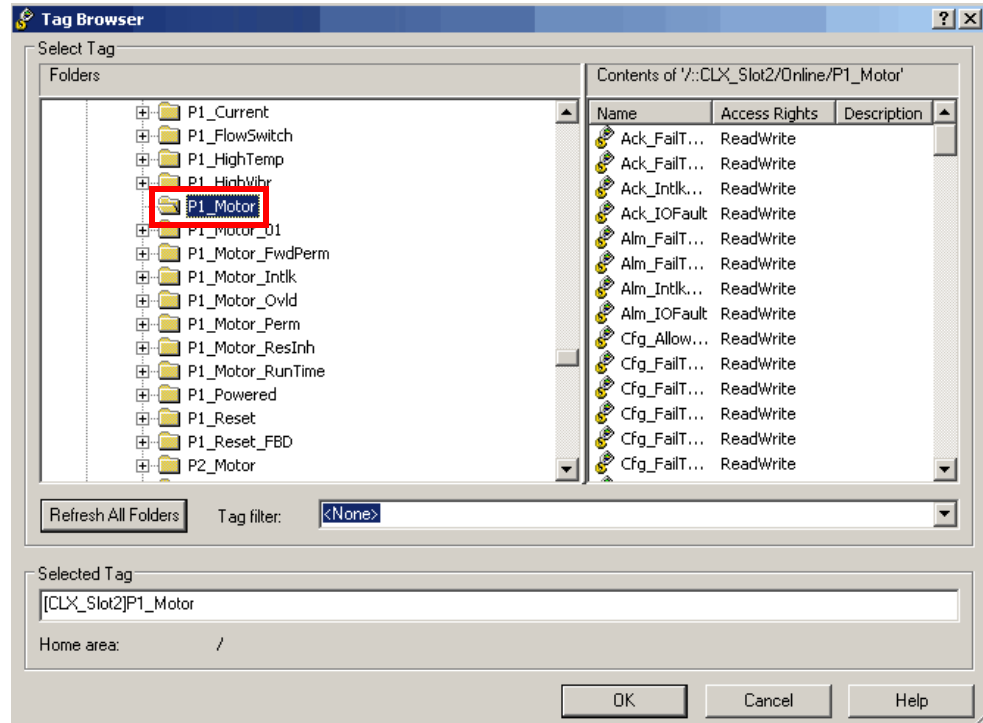 Tag Browser
Select Tag
Folders
P1_Current
P1_FlowSwitch
P1_HighTemp
P1_HighVibr
P1_Motor
P1_Motor_01
P1_Motor_FwdPerm
P1_Motor_Intlk
P1_Motor_Ovld
P1_Motor_Perm
P1_Motor_ResInh
P1_Motor_RunTime
P1_Powered
P1_Reset
P1_Reset_FBD
P2_Motor
Contents of '/::CLX_Slot2/Online/P1_Motor'
Name Access Rights Description
Ack_FailT... ReadWrite
Ack_FailT... ReadWrite
Ack_Intlk... ReadWrite
Ack_IOFault ReadWrite
Alm_FailT... ReadWrite
Alm_FailT... ReadWrite
Alm_Intlk... ReadWrite
Alm_IOFault ReadWrite
Cfg_Allow... ReadWrite
Cfg_FailT... ReadWrite
Cfg_FailT... ReadWrite
Cfg_FailT... ReadWrite
Cfg_FailT... ReadWrite
Cfg_FailT... ReadWrite
Refresh All Folders Tag filter: <None>
Selected Tag
[CLX_Slot2]P1_Motor
Home area: /
OK Cancel Help